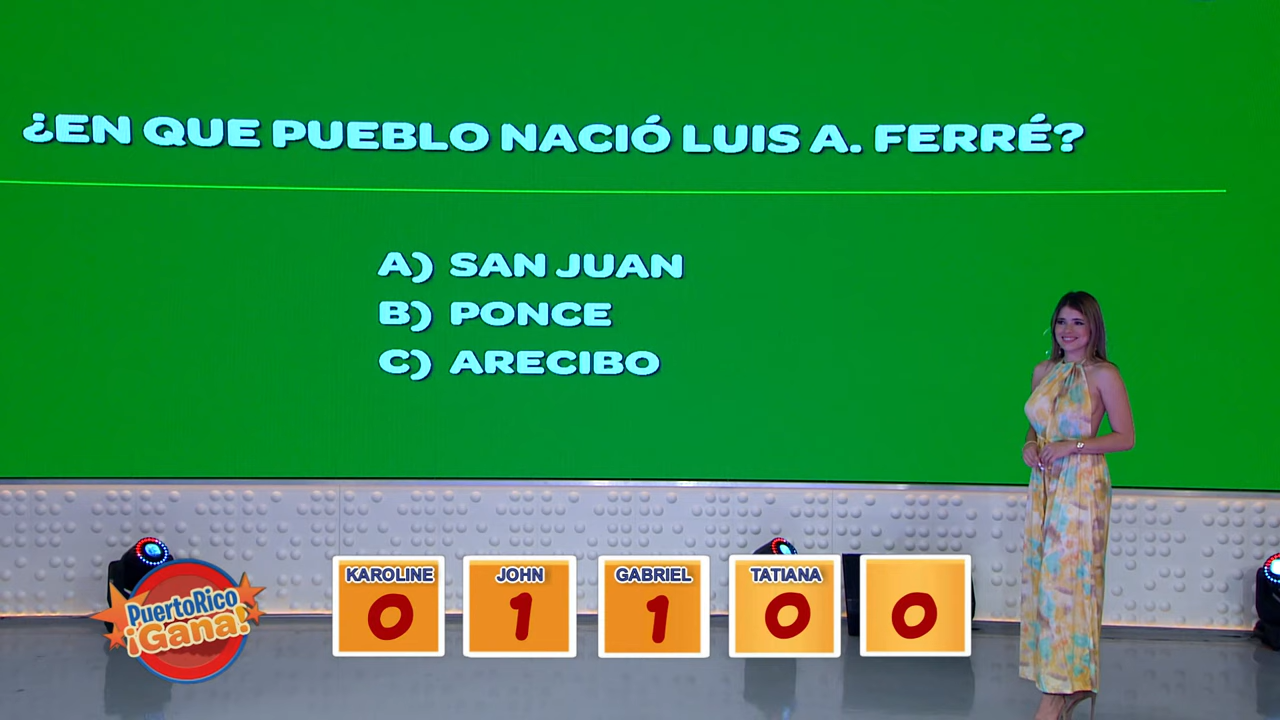 ¿EN QUE PUEBLO NACIÓ LUIS A. FERRÉ?
A) SAN JUAN
B) PONCE
C) ARECIBO
PuertoRico
¡Gana!
KAROLINE
JOHN
GABRIEL
TATIANA
0
1
1
0
0